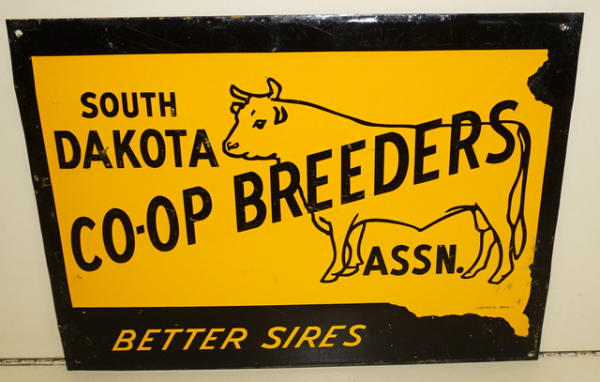 SOUTH
DAKOTA
CO-OP BREEDERS
ASSN.
BETTER SIRES